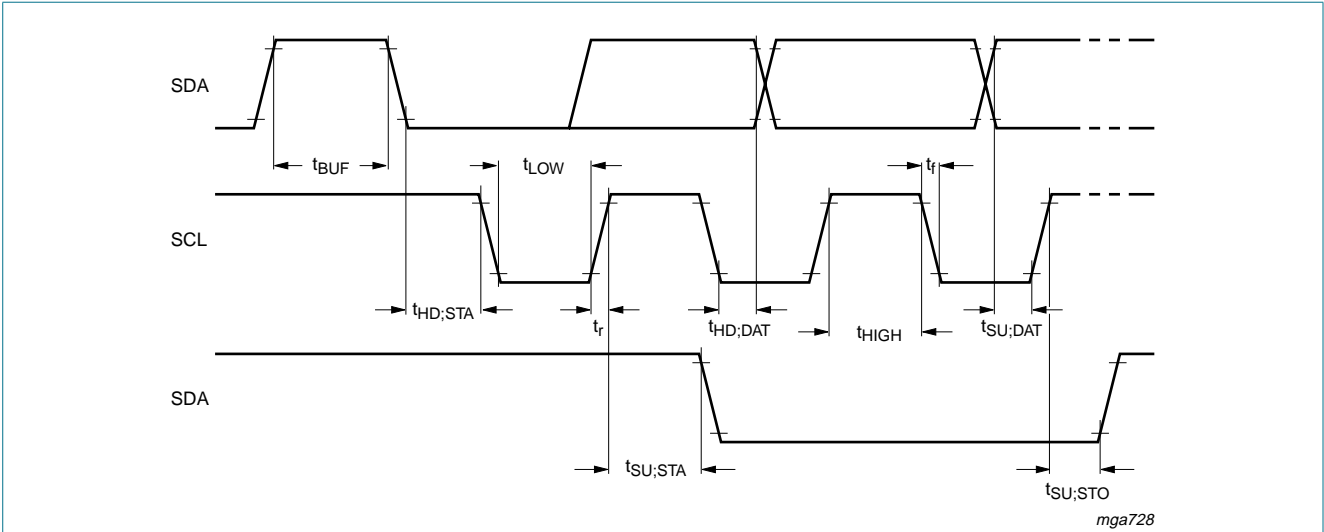 SDA
tBUF tLOW tf
SCL
tHD;STA tr tHD;DAT tHIGH tSU;DAT
SDA
tSU;STA tSU;STO
mga728